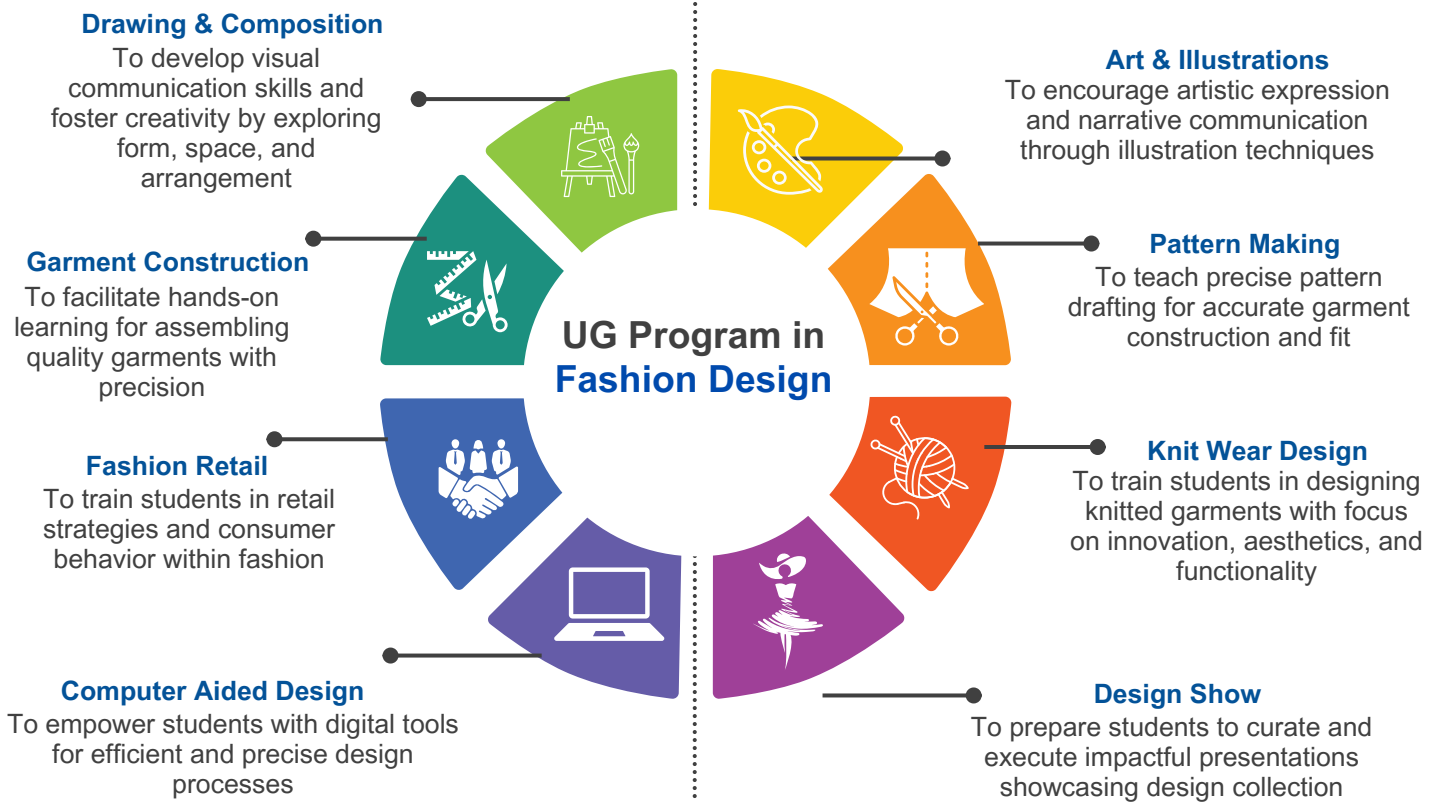 Drawing & Composition
To develop visual
communication skills and
foster creativity by exploring
form, space, and
arrangement
Garment Construction
To facilitate hands-on
learning for assembling
quality garments with
precision
Fashion Retail
To train students in retail
strategies and consumer
behavior within fashion
Computer Aided Design
To empower students with digital tools
for efficient and precise design
processes
UG Program in
Fashion Design
Art & Illustrations
To encourage artistic expression
and narrative communication
through illustration techniques
Pattern Making
To teach precise pattern
drafting for accurate garment
construction and fit
Knit Wear Design
To train students in designing
knitted garments with focus
on innovation, aesthetics, and
functionality
Design Show
To prepare students to curate and
execute impactful presentations
showcasing design collection